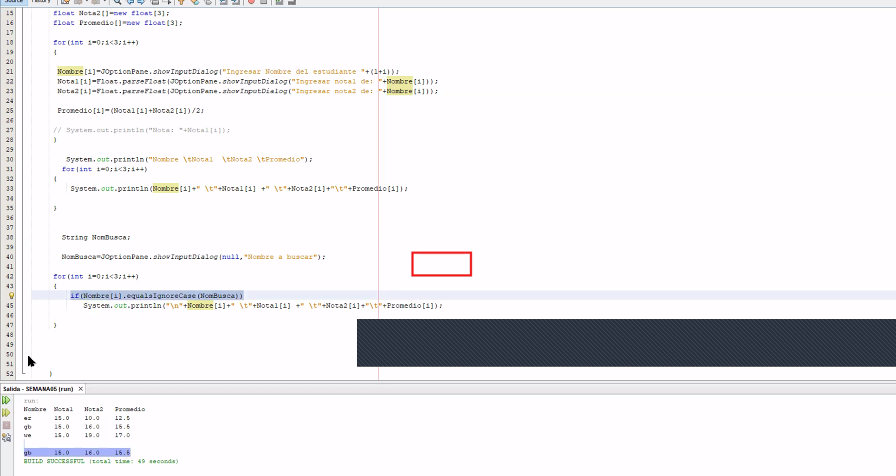 Source History
15 float Nota2[]=new float[3];
16 float Promedio[]=new float[3];
17
18 for(int i=0;i<3;i++)
19 {
20
21 Nombre[i]=JOptionPane.showInputDialog("Ingresar Nombre del estudiante "+(1+i));
22 Nota1[i]=Float.parseFloat(JOptionPane.showInputDialog("Ingresar nota1 de: "+Nombre[i]));
23 Nota2[i]=Float.parseFloat(JOptionPane.showInputDialog("Ingresar nota2 de: "+Nombre[i]));
24
25 Promedio[i]=(Nota1[i]+Nota2[i])/2;
26
27 // System.out.println("Nota: "+Nota1[i]);
28 }
29
30 System.out.println("Nombre \tNota1  \tNota2 \tPromedio");
31 for(int i=0;i<3;i++)
32 {
33 System.out.println(Nombre[i]+" \t"+Nota1[i] +" \t"+Nota2[i]+"\t"+Promedio[i]);
34
35 }
36
37
38 String NomBusca;
39
40 NomBusca=JOptionPane.showInputDialog(null,"Nombre a buscar");
41
42 for(int i=0;i<3;i++)
43 {
if(Nombre[i].equalsIgnoreCase(NomBusca))
45 System.out.println("\n"+Nombre[i]+" \t"+Nota1[i] +" \t"+Nota2[i]+"\t"+Promedio[i]);
46
47 }
48
49
50
51
52 }
Salida - SEMANA05 (run) ×
run:
Nombre Nota1 Nota2 Promedio
er 15.0 10.0 12.5
gb 15.0 16.0 15.5
we 15.0 19.0 17.0
gb 15.0 16.0 15.5
BUILD SUCCESSFUL (total time: 49 seconds)